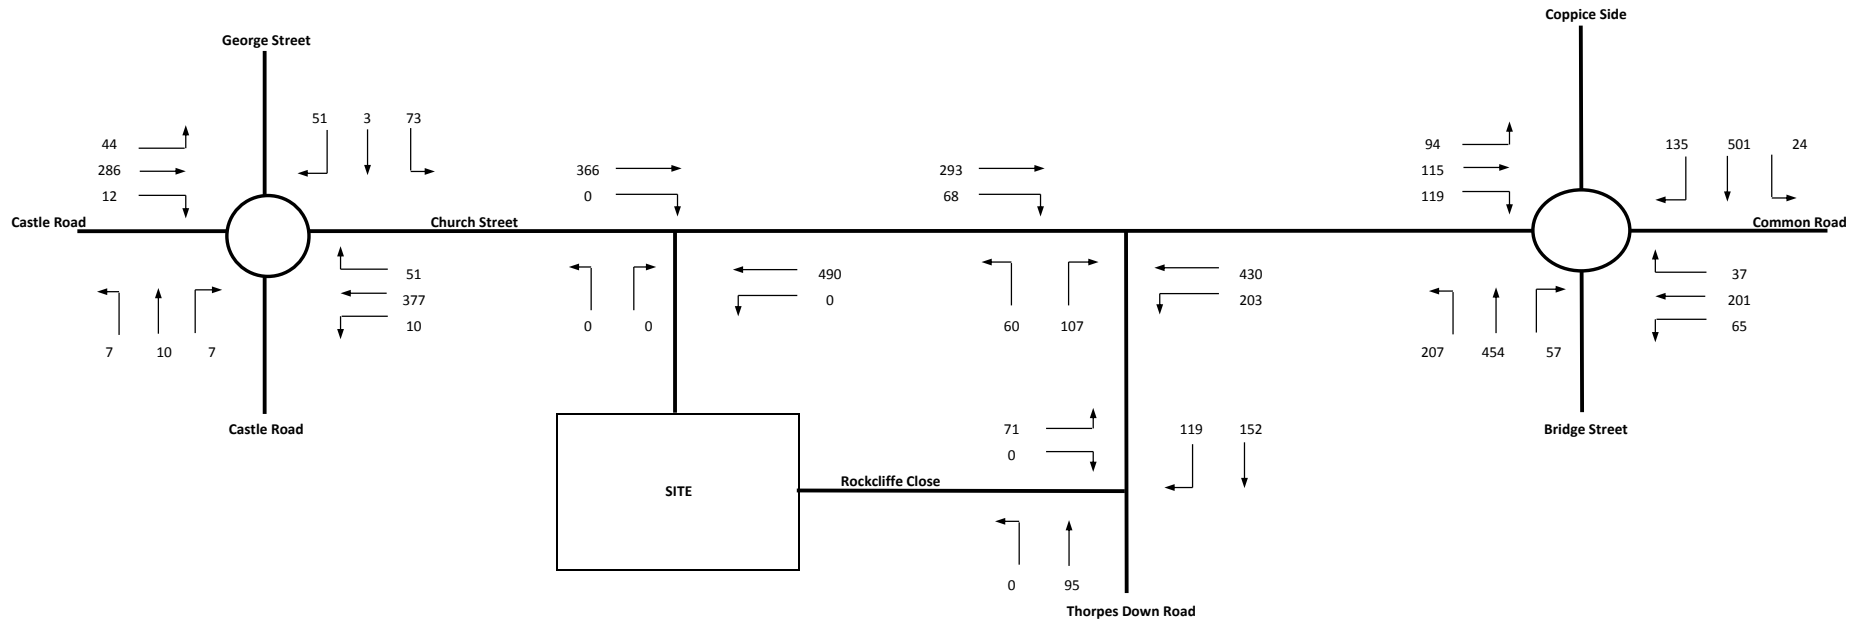 Coppice Side
George Street
51 3 73
44
286
12
366
0
293
68
94
115
119
135 501 24
Castle Road
Church Street
Common Road
51
377
10
490
0
430
203
37
201
65
7 10 7
0 0
60 107
207 454 57
Castle Road
71
0
119 152
Bridge Street
SITE
Rockcliffe Close
0 95
Thorpes Down Road